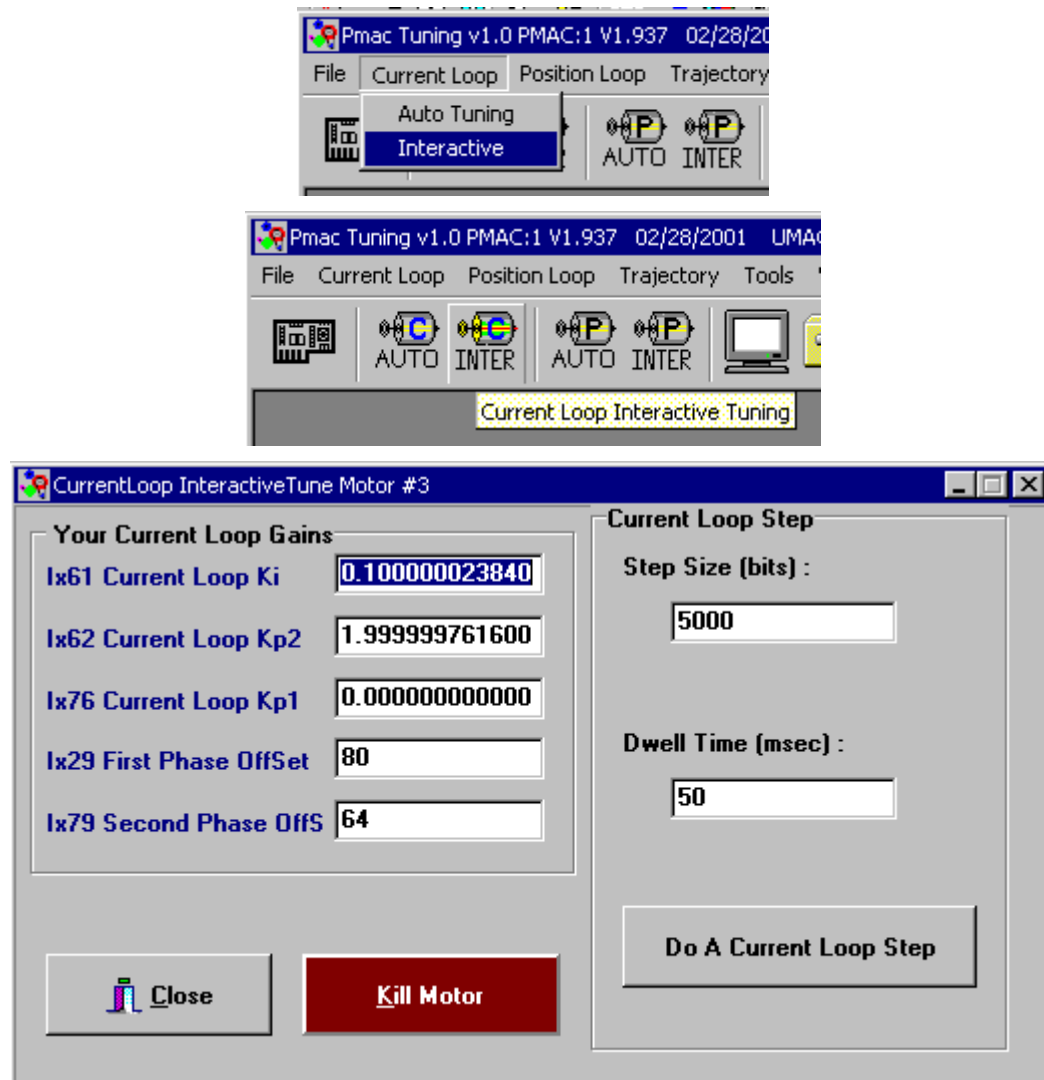 Pmac Tuning v1.0 PMAC:1 V1.937 02/28/20
File Current Loop Position Loop Trajectory
Auto Tuning
Interactive
AUTO INTER
Pmac Tuning v1.0 PMAC:1 V1.937 02/28/2001 UMAC
File Current Loop Position Loop Trajectory Tools
C C P P
AUTO INTER AUTO INTER
Current Loop Interactive Tuning
CurrentLoop InteractiveTune Motor #3
Your Current Loop Gains
Ix61 Current Loop Ki 0.100000023840
Ix62 Current Loop Kp2 1.999999761600
Ix76 Current Loop Kp1 0.000000000000
Ix29 First Phase OffSet 80
Ix79 Second Phase OffS 64
Close
Kill Motor
Current Loop Step
Step Size (bits) :
5000
Dwell Time (msec) :
50
Do A Current Loop Step